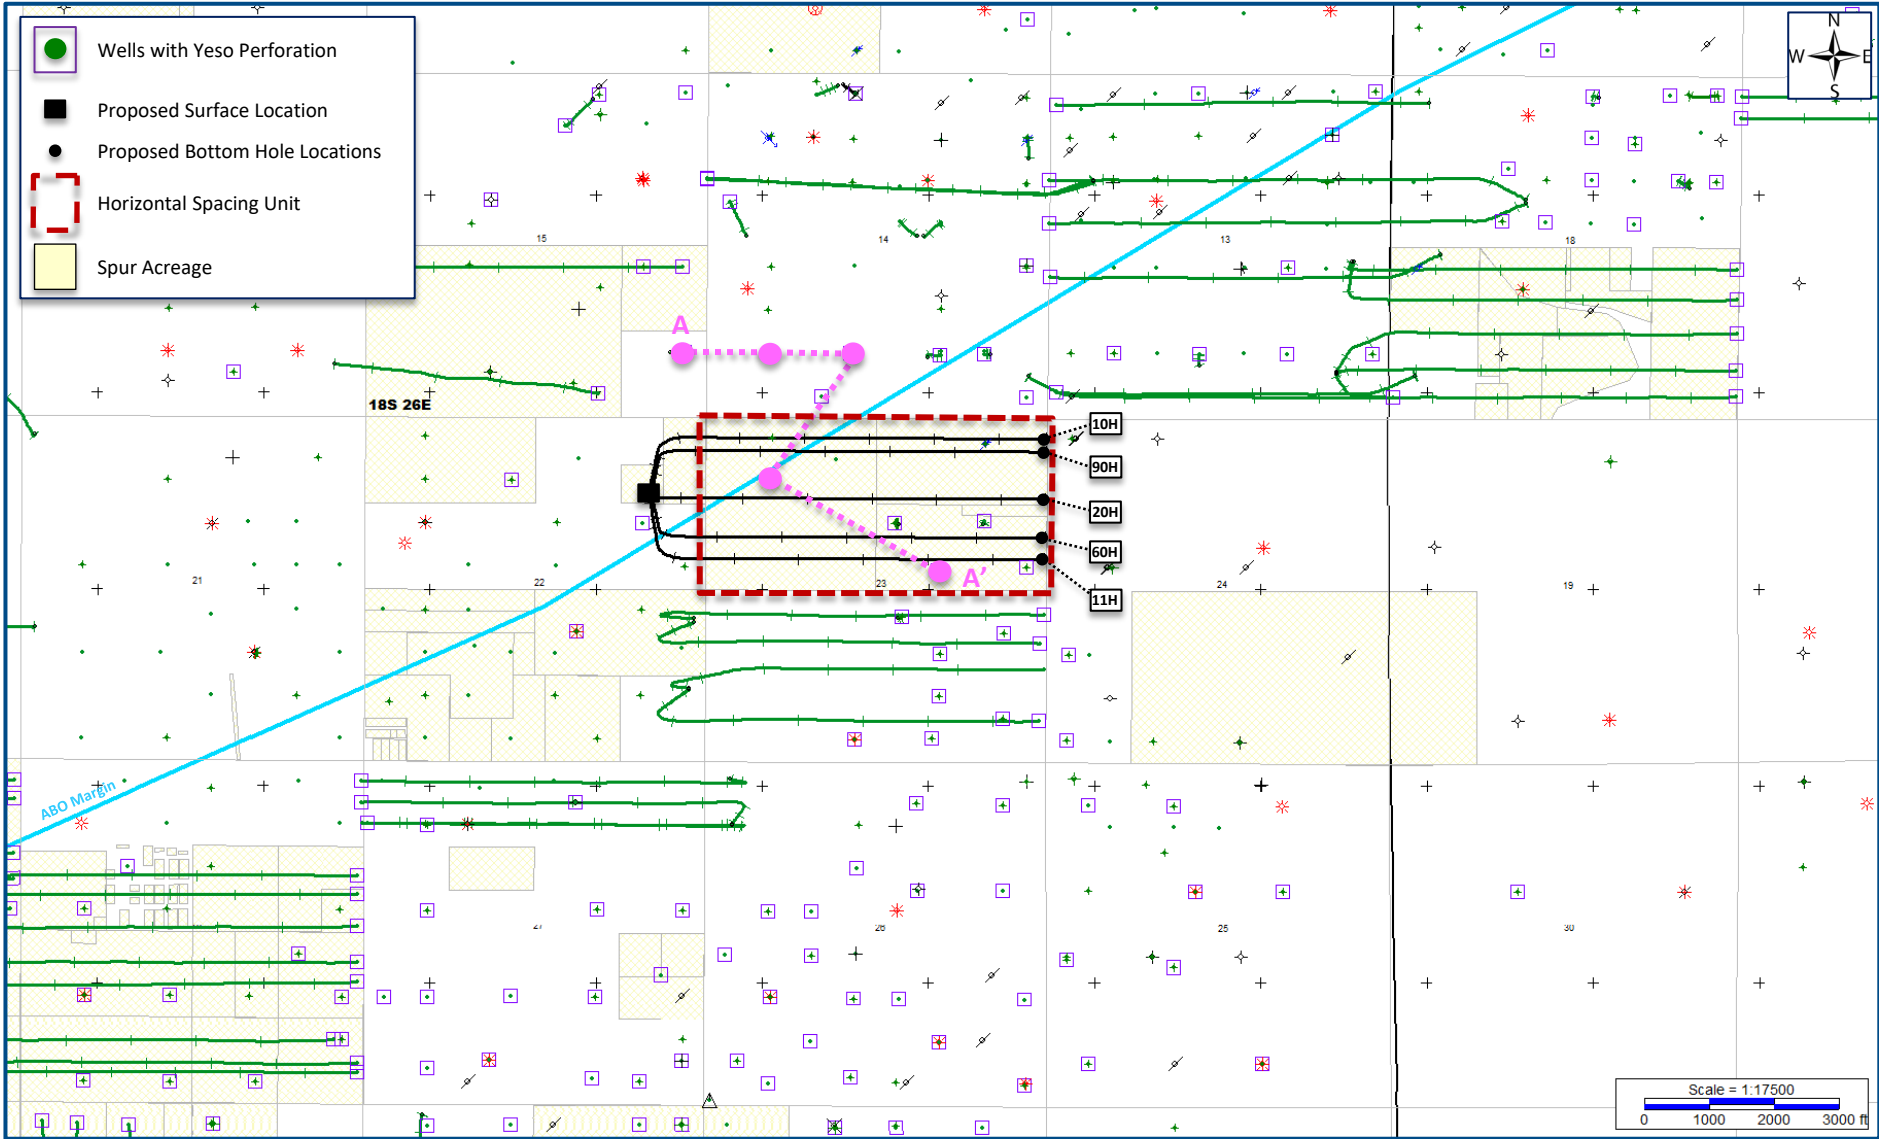 Wells with Yeso Perforation
Proposed Surface Location
Proposed Bottom Hole Locations
Horizontal Spacing Unit
Spur Acreage
N
W E
S
15
14
13
18
A
18S 26E
10H
90H
20H
60H
11H
A'
21
22
23
24
19
ABO Margin
27
26
25
30
Scale = 1:17500
0 1000 2000 3000 ft